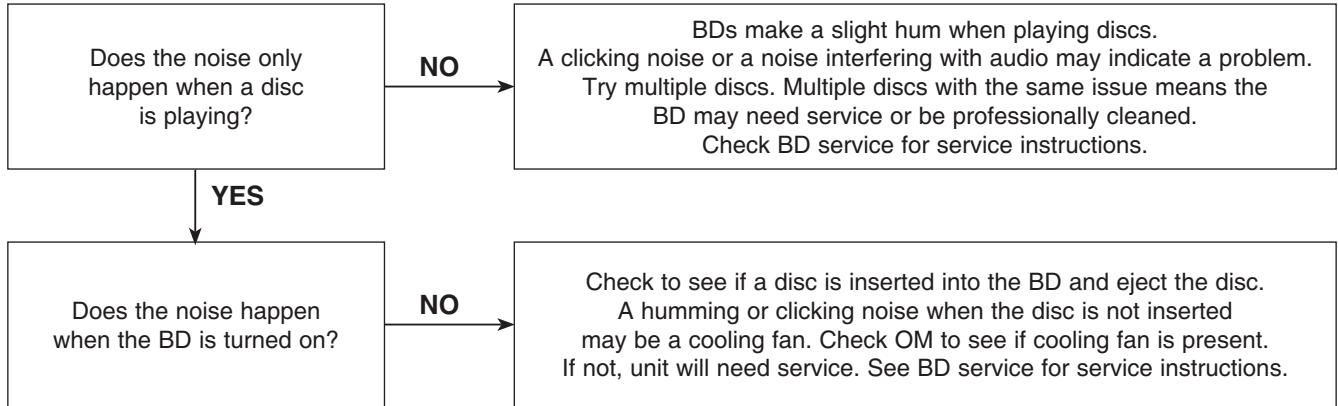 Does the noise only
happen when a disc
is playing?
NO
BDs make a slight hum when playing discs.
A clicking noise or a noise interfering with audio may indicate a problem.
Try multiple discs. Multiple discs with the same issue means the
BD may need service or be professionally cleaned.
Check BD service for service instructions.
YES
Does the noise happen
when the BD is turned on?
NO
Check to see if a disc is inserted into the BD and eject the disc.
A humming or clicking noise when the disc is not inserted
may be a cooling fan. Check OM to see if cooling fan is present.
If not, unit will need service. See BD service for service instructions.